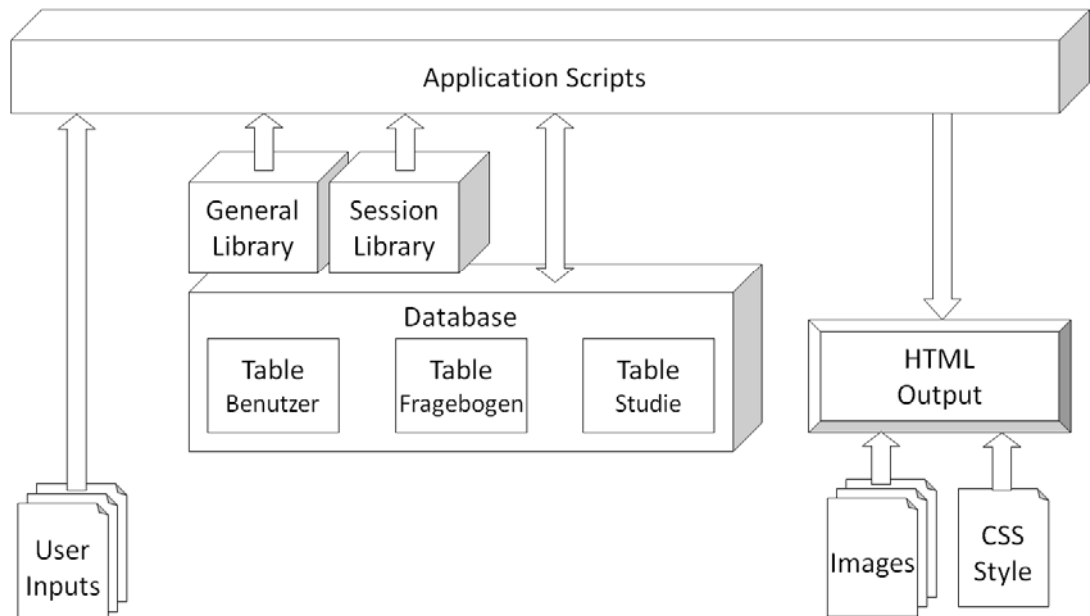 Application Scripts
General
Library
Session
Library
Database
Table
Benutzer
Table
Fragebogen
Table
Studie
HTML
Output
User
Inputs
Images
CSS
Style